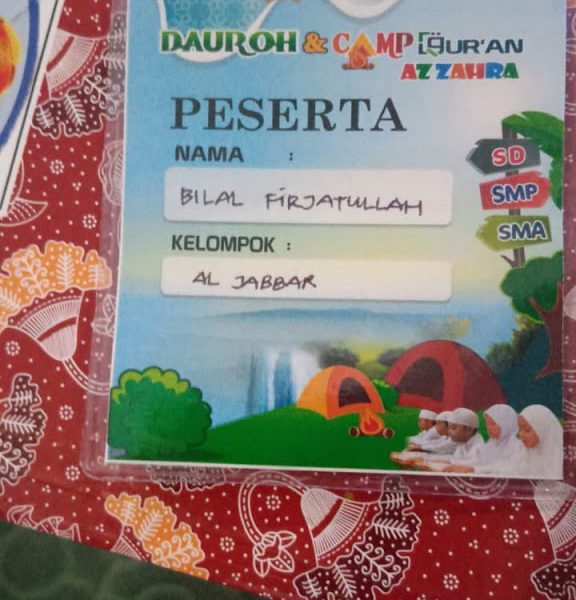 DAUROH & CAMP QUR'AN
AZ ZAHRA
PESERTA
NAMA :
BILAL FIRJATULLAH
KELOMPOK :
AL JABBAR
SD
SMP
SMA